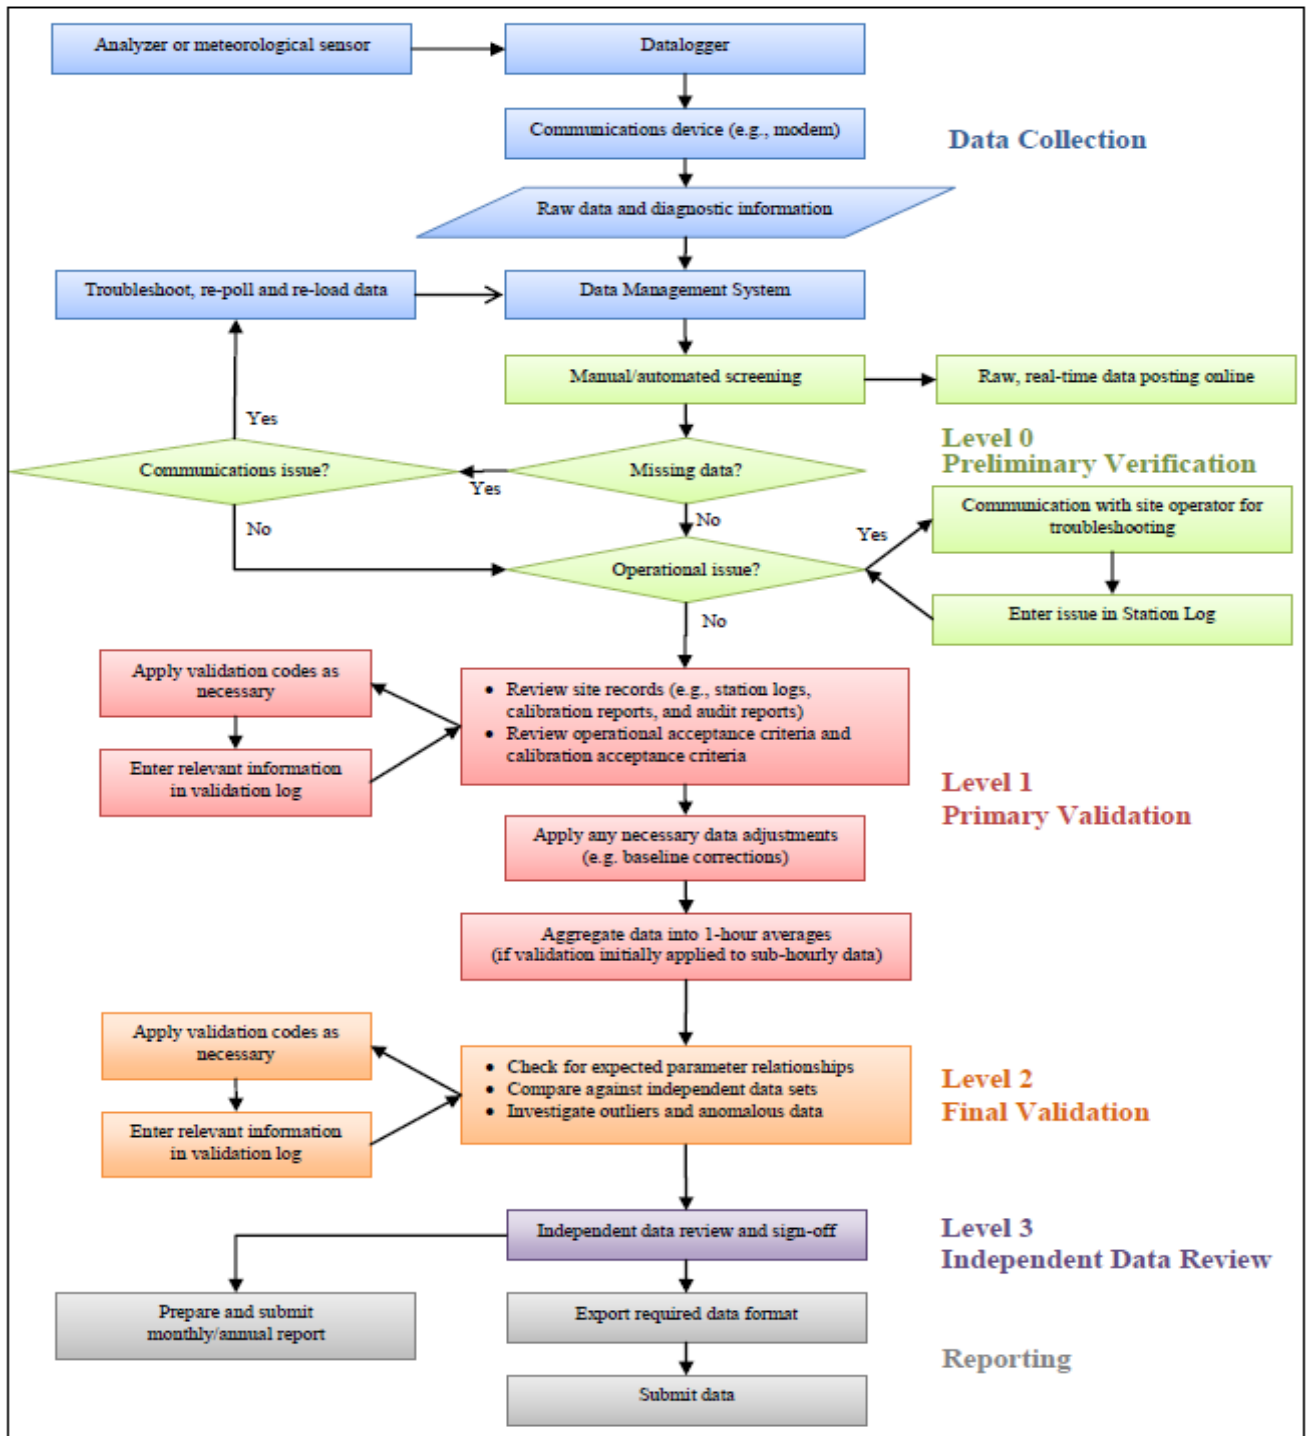 Analyzer or meteorological sensor
Datalogger
Communications device (e.g., modem)
Data Collection
Raw data and diagnostic information
Troubleshoot, re-poll and re-load data
Data Management System
Manual/automated screening
Raw, real-time data posting online
Yes
Level 0
Preliminary Verification
Communications issue?
Yes
Missing data?
No
No
Communication with site operator for
troubleshooting
Yes
Operational issue?
Enter issue in Station Log
No
Apply validation codes as
necessary
Enter relevant information
in validation log
• Review site records (e.g., station logs,
calibration reports, and audit reports)
• Review operational acceptance criteria and
calibration acceptance criteria
Level 1
Primary Validation
Apply any necessary data adjustments
(e.g. baseline corrections)
Aggregate data into 1-hour averages
(if validation initially applied to sub-hourly data)
Apply validation codes as
necessary
Enter relevant information
in validation log
• Check for expected parameter relationships
• Compare against independent data sets
• Investigate outliers and anomalous data
Level 2
Final Validation
Independent data review and sign-off
Level 3
Independent Data Review
Prepare and submit
monthly/annual report
Export required data format
Reporting
Submit data